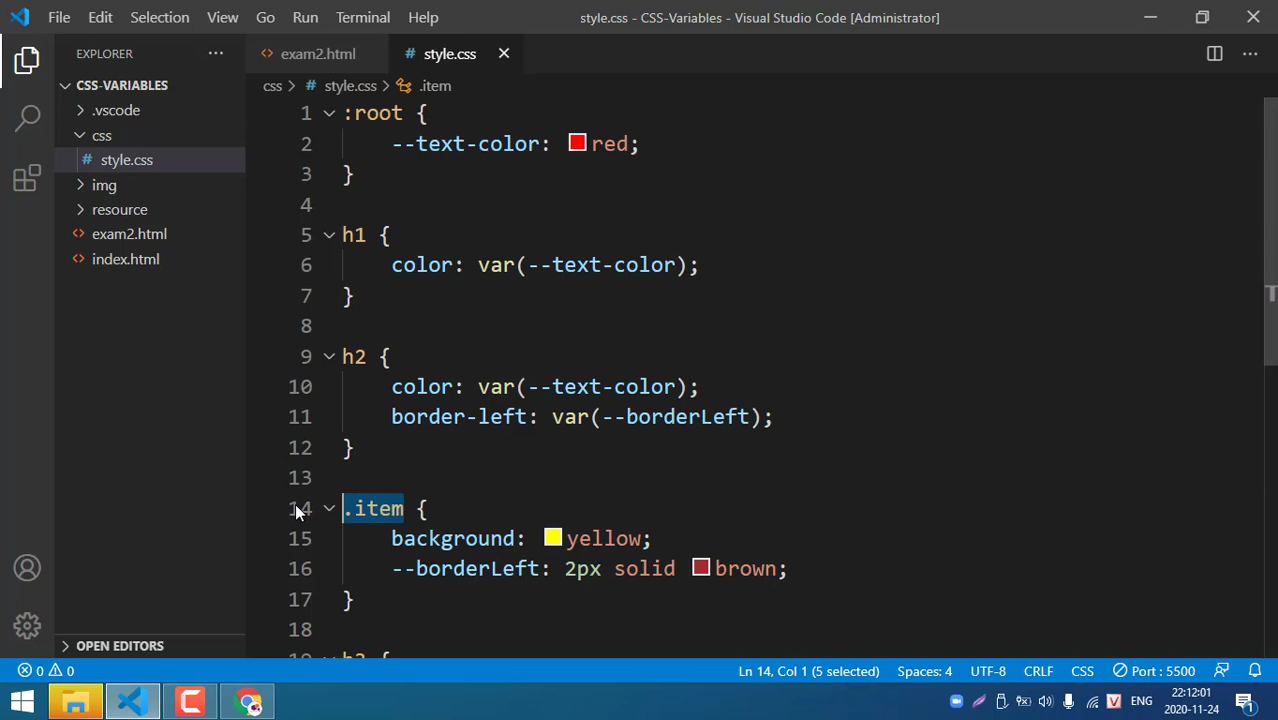 File Edit Selection View Go Run Terminal Help style.css - CSS-Variables - Visual Studio Code [Administrator]
EXPLORER ··· <> exam2.html # style.css ×
CSS-VARIABLES
css > # style.css > .item
.vscode
css
# style.css
img
resource
<> exam2.html
<> index.html
OPEN EDITORS
1 :root {
2 --text-color: red;
3 }
4
5 h1 {
6 color: var(--text-color);
7 }
8
9 h2 {
10 color: var(--text-color);
11 border-left: var(--borderLeft);
12 }
13
14 .item {
15 background: yellow;
16 --borderLeft: 2px solid brown;
17 }
18
0 0 Ln 14, Col 1 (5 selected) Spaces: 4 UTF-8 CRLF CSS Port : 5500
V ENG 22:12:01
2020-11-24
1